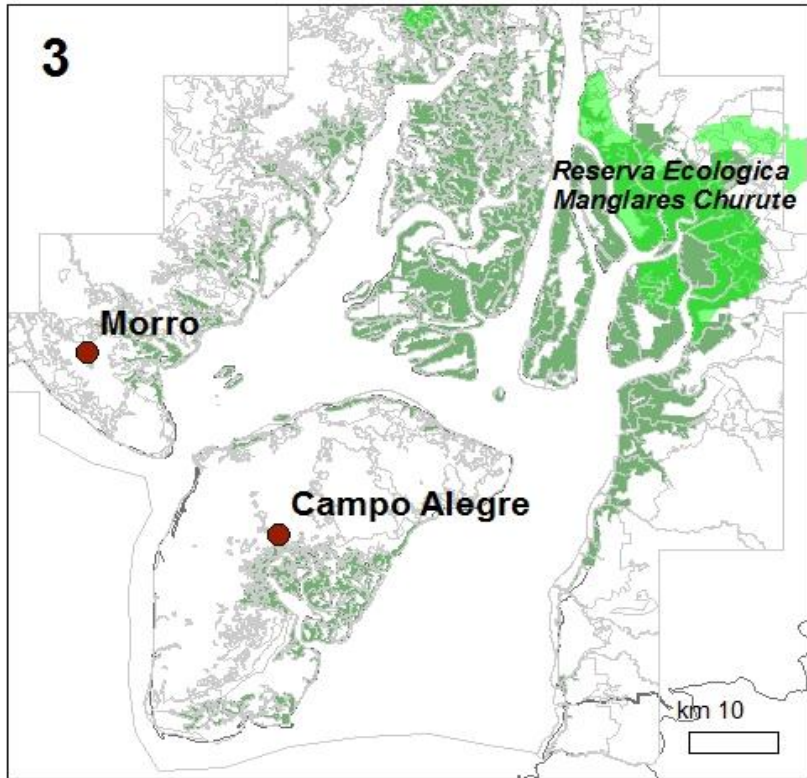 3
Reserva Ecologica
Manglares Churute
Morro
Campo Alegre
km 10